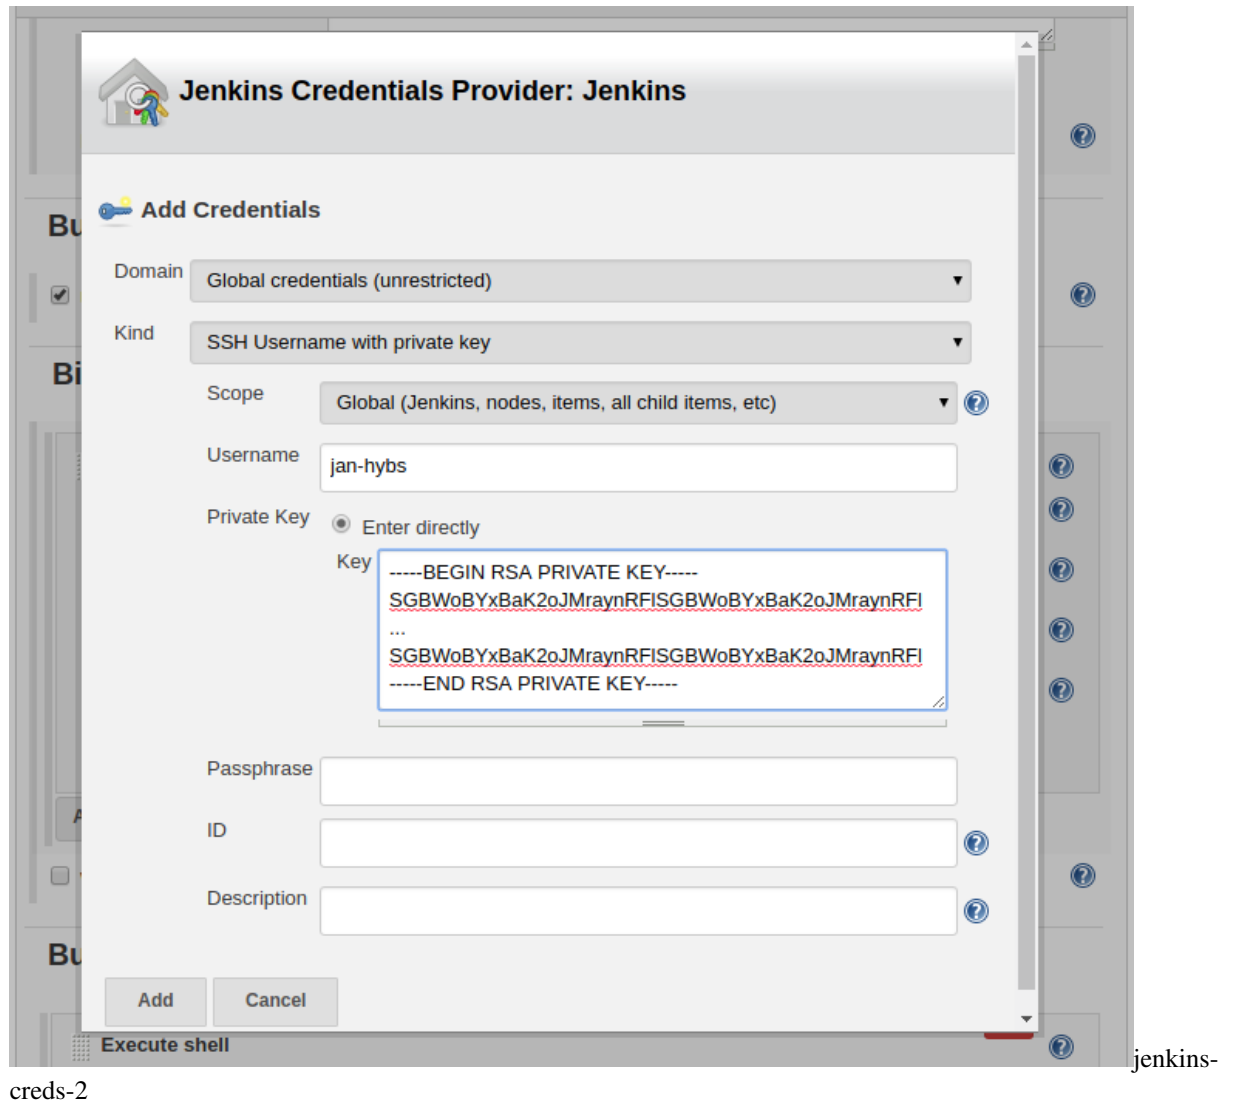 Jenkins Credentials Provider: Jenkins
Bu
Add Credentials
Domain
Global credentials (unrestricted)
Kind
SSH Username with private key
Bi
Scope
Global (Jenkins, nodes, items, all child items, etc)
Username
jan-hybs
Private Key
Enter directly
Key
-----BEGIN RSA PRIVATE KEY-----
SGBWoBYxBaK2oJMraynRFISGBWoBYxBaK2oJMraynRFI
...
SGBWoBYxBaK2oJMraynRFISGBWoBYxBaK2oJMraynRFI
-----END RSA PRIVATE KEY-----
Passphrase
A
ID
Description
Bu
Add
Cancel
Execute shell
jenkins-
creds-2